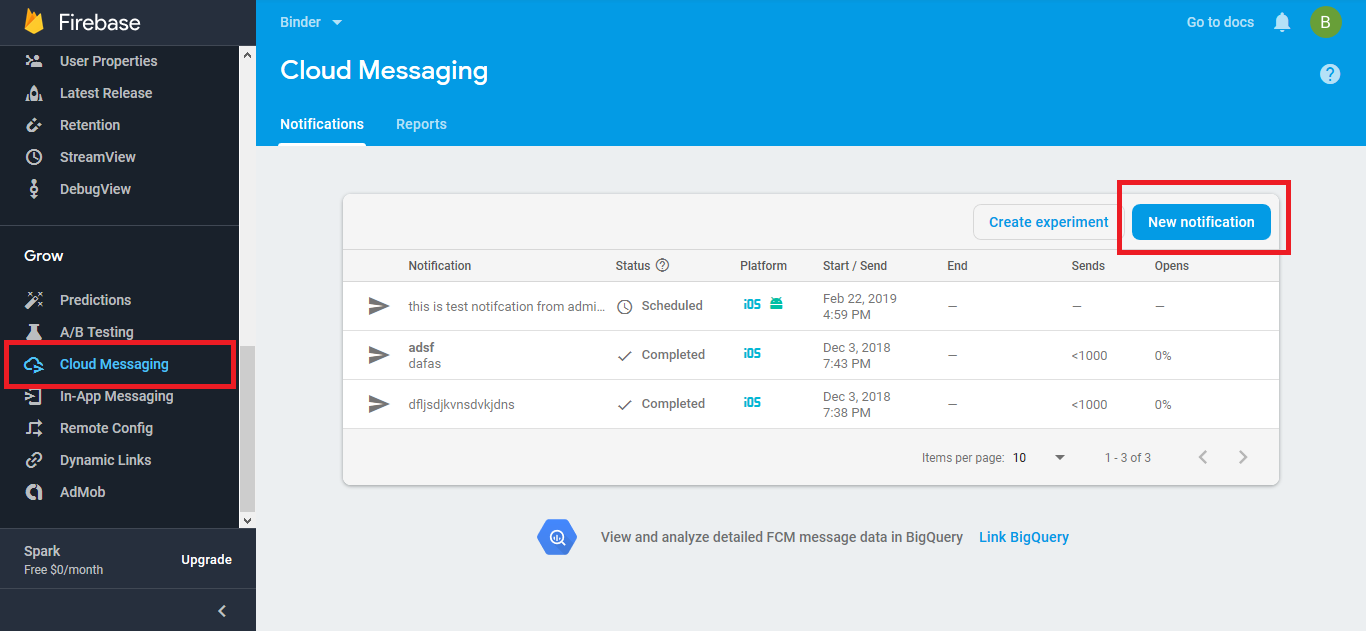 Firebase
User Properties
Latest Release
Retention
StreamView
DebugView
Grow
Predictions
A/B Testing
Cloud Messaging
In-App Messaging
Remote Config
Dynamic Links
AdMob
Spark
Free $0/month
Upgrade
Binder
Go to docs
B
Cloud Messaging
?
Notifications Reports
Create experiment New notification
Notification Status ? Platform Start / Send End Sends Opens
this is test notifcation from admi... Scheduled iOS Feb 22, 2019 — — —
4:59 PM
adsf Completed iOS Dec 3, 2018 — <1000 0%
dafas 7:43 PM
dfljsdjkvnsdvkjdns Completed iOS Dec 3, 2018 — <1000 0%
7:38 PM
Items per page: 10 1 - 3 of 3
View and analyze detailed FCM message data in BigQuery Link BigQuery